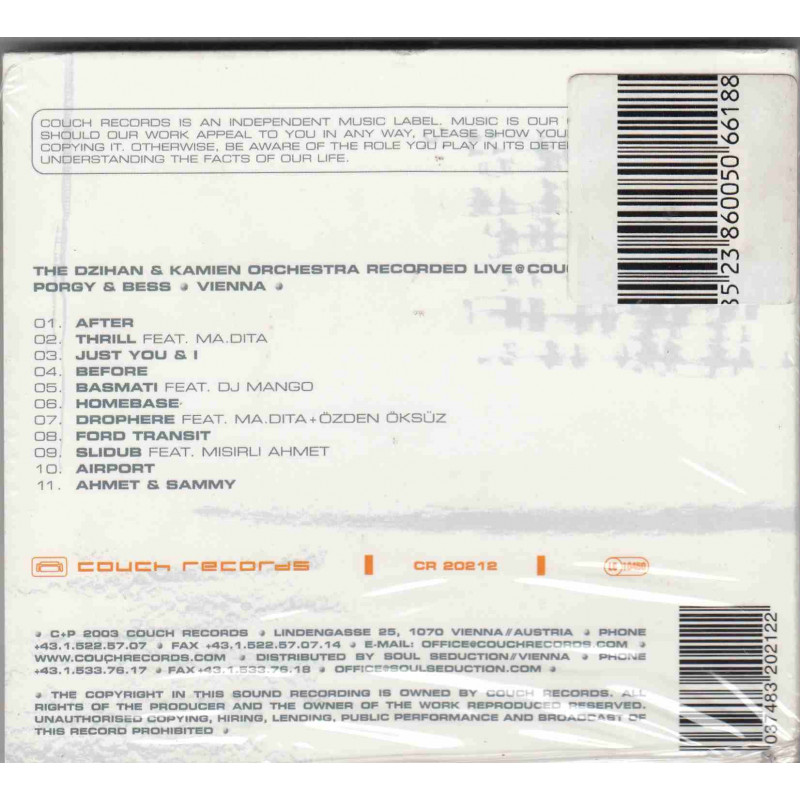 COUCH RECORDS IS AN INDEPENDENT MUSIC LABEL. MUSIC IS OUR
SHOULD OUR WORK APPEAL TO YOU IN ANY WAY, PLEASE SHOW
COPYING IT. OTHERWISE, BE AWARE OF THE ROLE YOU PLAY IN ITS
UNDERSTANDING THE FACTS OF OUR LIFE.
THE DZIHAN & KAMIEN ORCHESTRA RECORDED LIVE@
PORGY & BESS • VIENNA •
01. AFTER
02. THRILL FEAT. MA.DITA
03. JUST YOU & I
04. BEFORE
05. BASMATI FEAT. DJ MANGO
06. HOMEBASE
07. DROPHERE FEAT. MA.DITA+ÖZDEN ÖKSÜZ
08. FORD TRANSIT
09. SLIDUB FEAT. MISIRLI AHMET
10. AIRPORT
11. AHMET & SAMMY
couch records CR 20212 LC
• C+P 2003 COUCH RECORDS • LINDENGASSE 25, 1070 VIENNA//AUSTRIA • PHONE
+43.1.522.57.07 • FAX +43.1.522.57.07.14 • E-MAIL: OFFICE@COUCHRECORDS.COM •
WWW.COUCHRECORDS.COM • DISTRIBUTED BY SOUL SEDUCTION//VIENNA • PHONE
+43.1.533.76.17 • FAX+43.1.533.76.18 • OFFICE@SOULSEDUCTION.COM •
• THE COPYRIGHT IN THIS SOUND RECORDING IS OWNED BY COUCH RECORDS. ALL
RIGHTS OF THE PRODUCER AND THE OWNER OF THE WORK REPRODUCED RESERVED.
UNAUTHORISED COPYING, HIRING, LENDING, PUBLIC PERFORMANCE AND BROADCAST OF
THIS RECORD PROHIBITED •
23 860050 66188
037483 202122